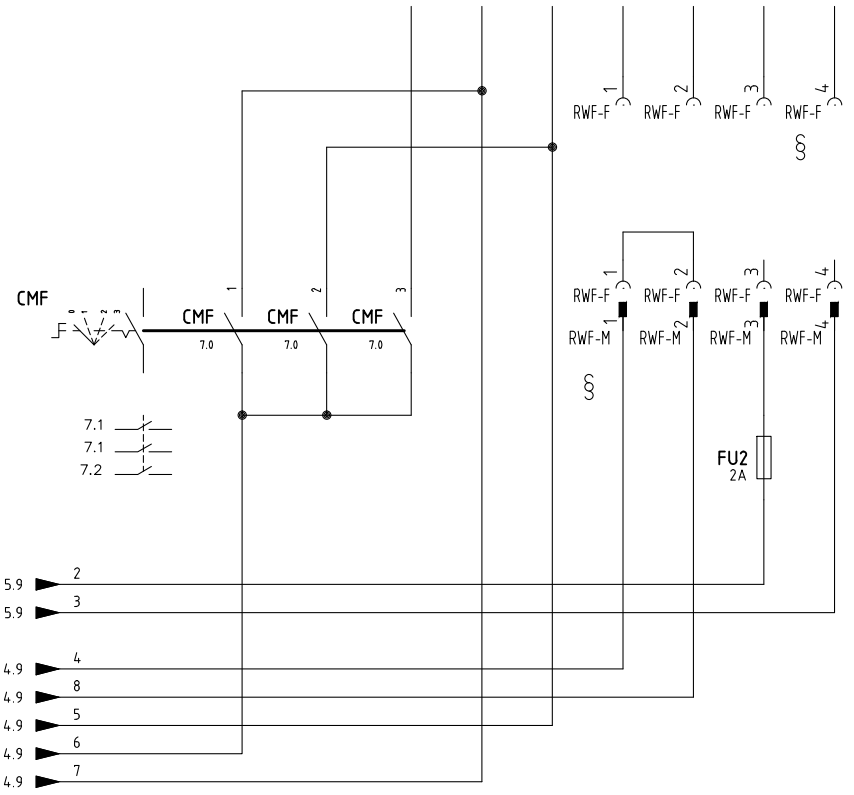 1 2 3 4
RWF-F RWF-F RWF-F RWF-F
§
CMF
0 1 2 3
1 2 3
CMF CMF CMF
7.0 7.0 7.0
1 2 3 4
RWF-F RWF-F RWF-F RWF-F
1 2 3 4
RWF-M RWF-M RWF-M RWF-M
§
7.1
7.1
7.2
FU2
2A
5.9 2
5.9 3
4.9 4
4.9 8
4.9 5
4.9 6
4.9 7